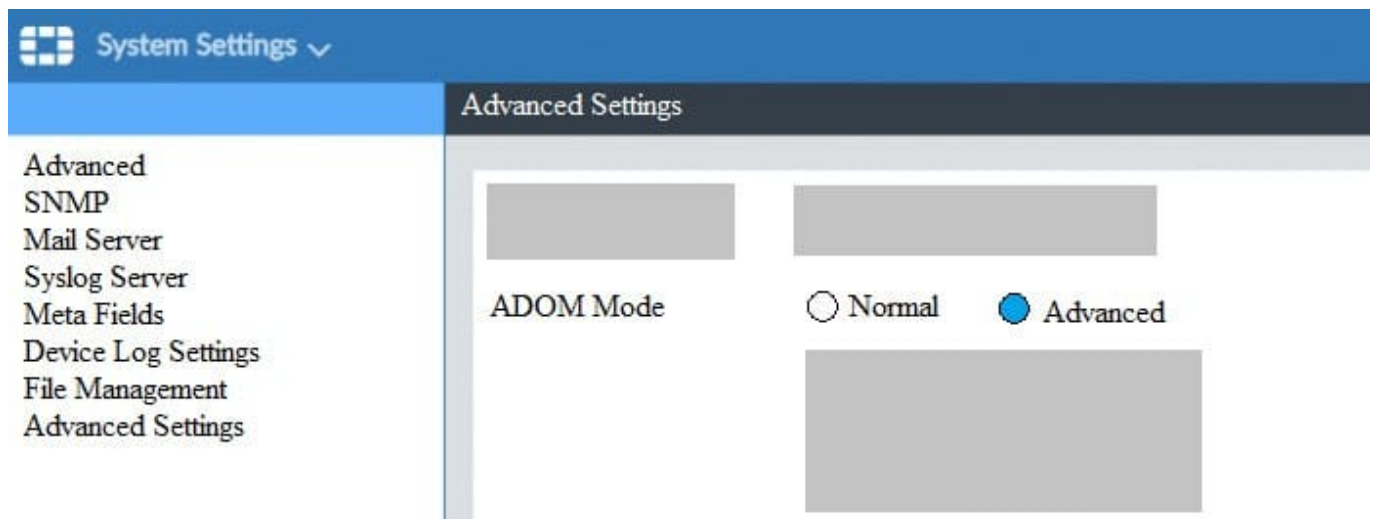 System Settings
Advanced Settings
Advanced
SNMP
Mail Server
Syslog Server
Meta Fields
Device Log Settings
File Management
Advanced Settings
ADOM Mode Normal Advanced